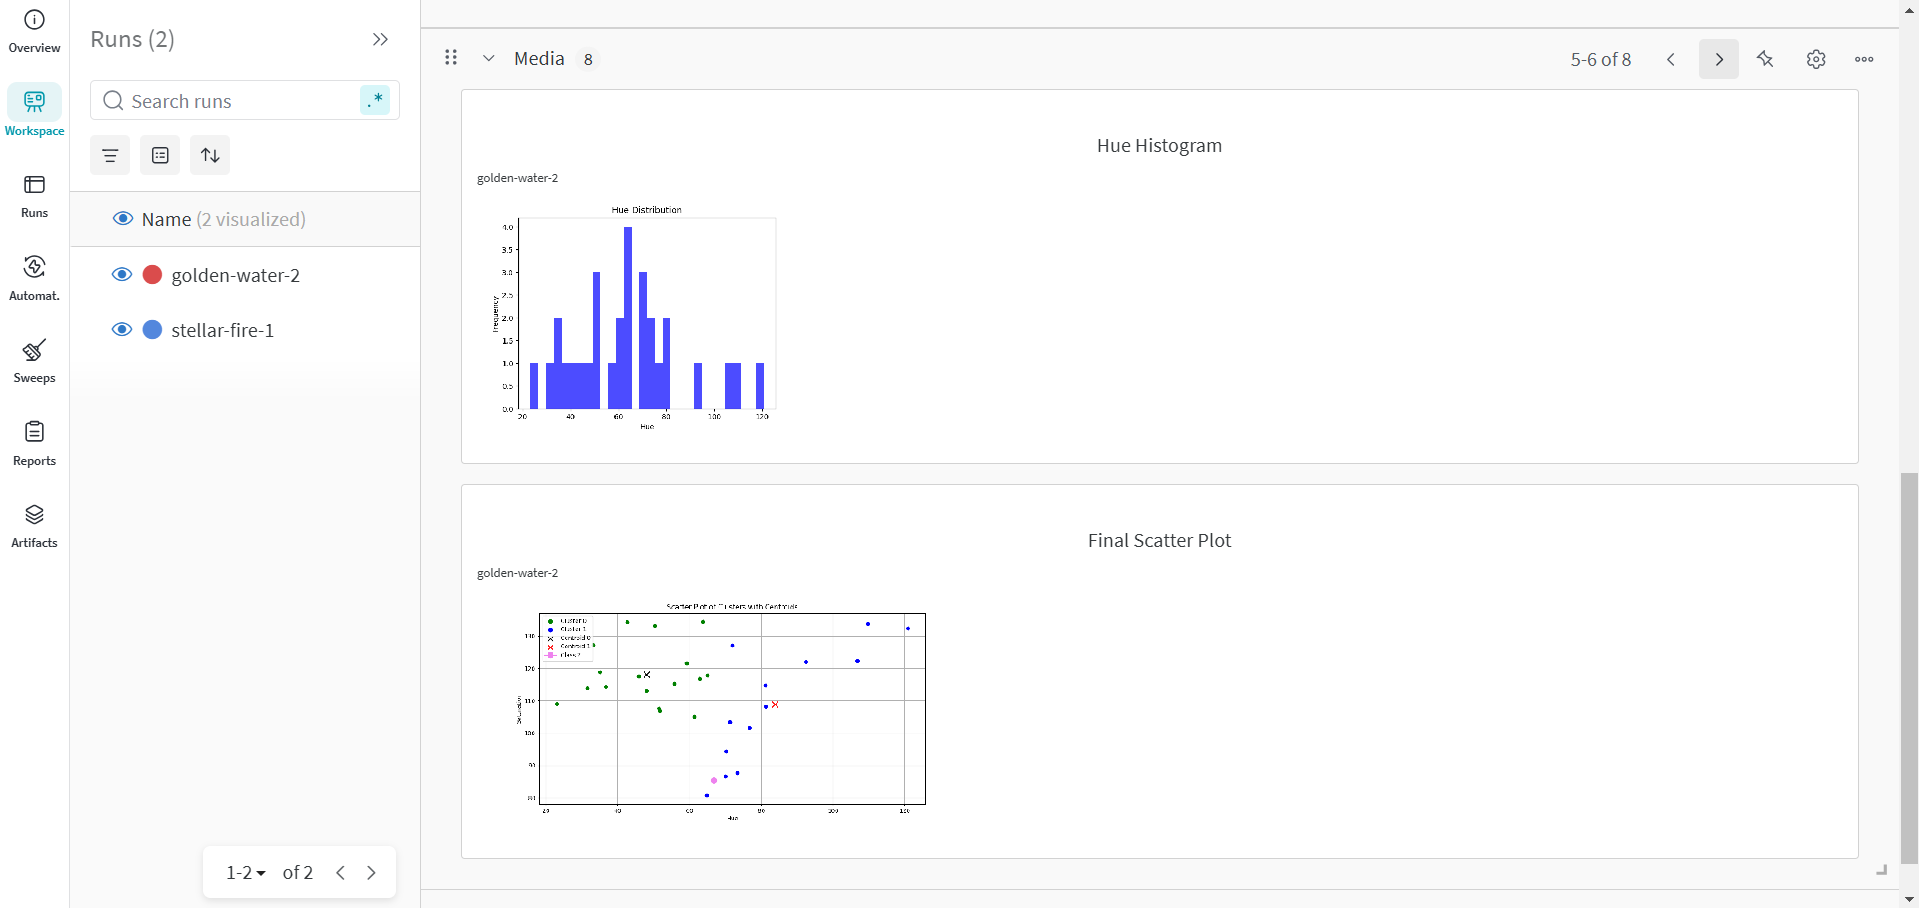 Overview
Workspace
Runs
Automat.
Sweeps
Reports
Artifacts
Runs (2)
Search runs
.*
Name (2 visualized)
golden-water-2
stellar-fire-1
1-2 of 2
Media 8
5-6 of 8
Hue Histogram
golden-water-2
Hue Distribution
Frequency
4.0
3.5
3.0
2.5
2.0
1.5
1.0
0.5
0.0
20 40 60 80 100 120
Hue
Final Scatter Plot
golden-water-2
Scatter Plot of Clusters with Centroids
Cluster 0
Cluster 1
Centroid 0
Centroid 1
Saturation
130
120
110
100
90
80
20 40 60 80 100 120
Hue